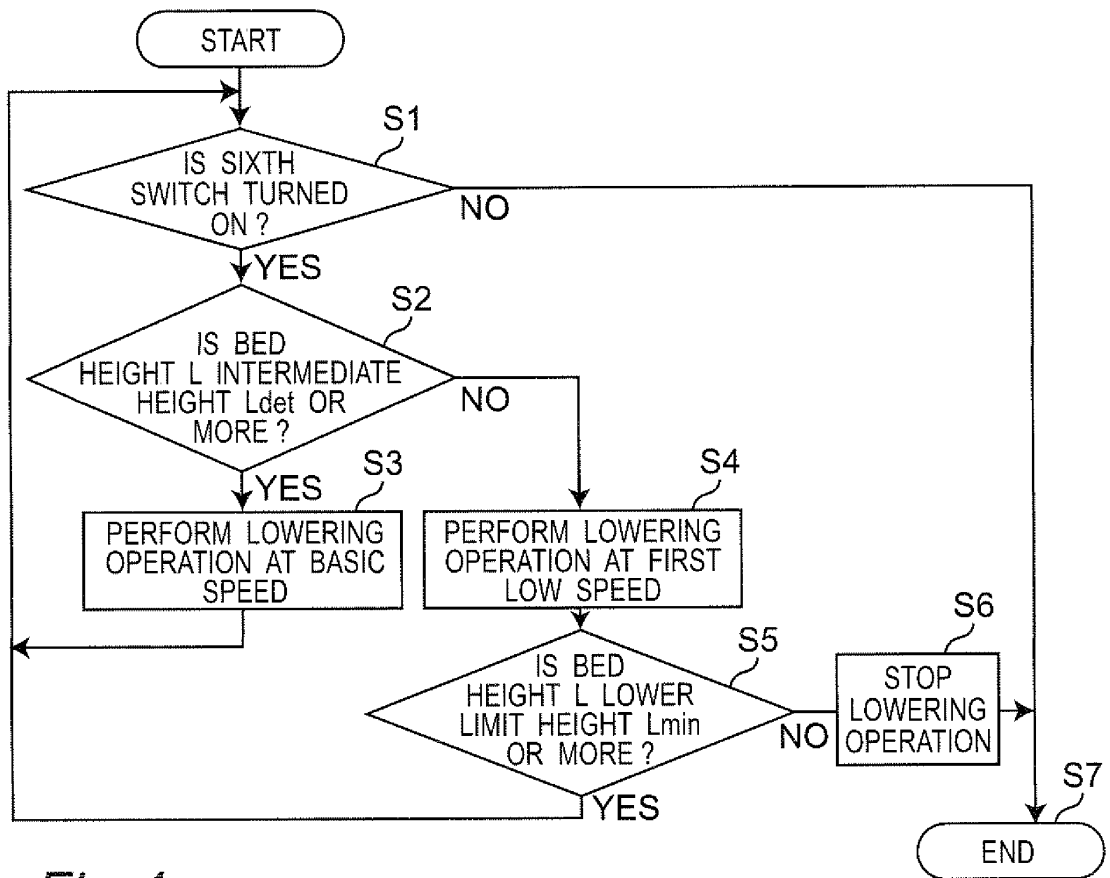 START
S1
IS SIXTH
SWITCH TURNED
ON ?
NO
YES
S2
IS BED
HEIGHT L INTERMEDIATE
HEIGHT Ldet OR
MORE ?
NO
YES
S3
PERFORM LOWERING
OPERATION AT BASIC
SPEED
S4
PERFORM LOWERING
OPERATION AT FIRST
LOW SPEED
S5
IS BED
HEIGHT L LOWER
LIMIT HEIGHT Lmin
OR MORE ?
NO
YES
S6
STOP
LOWERING
OPERATION
S7
END